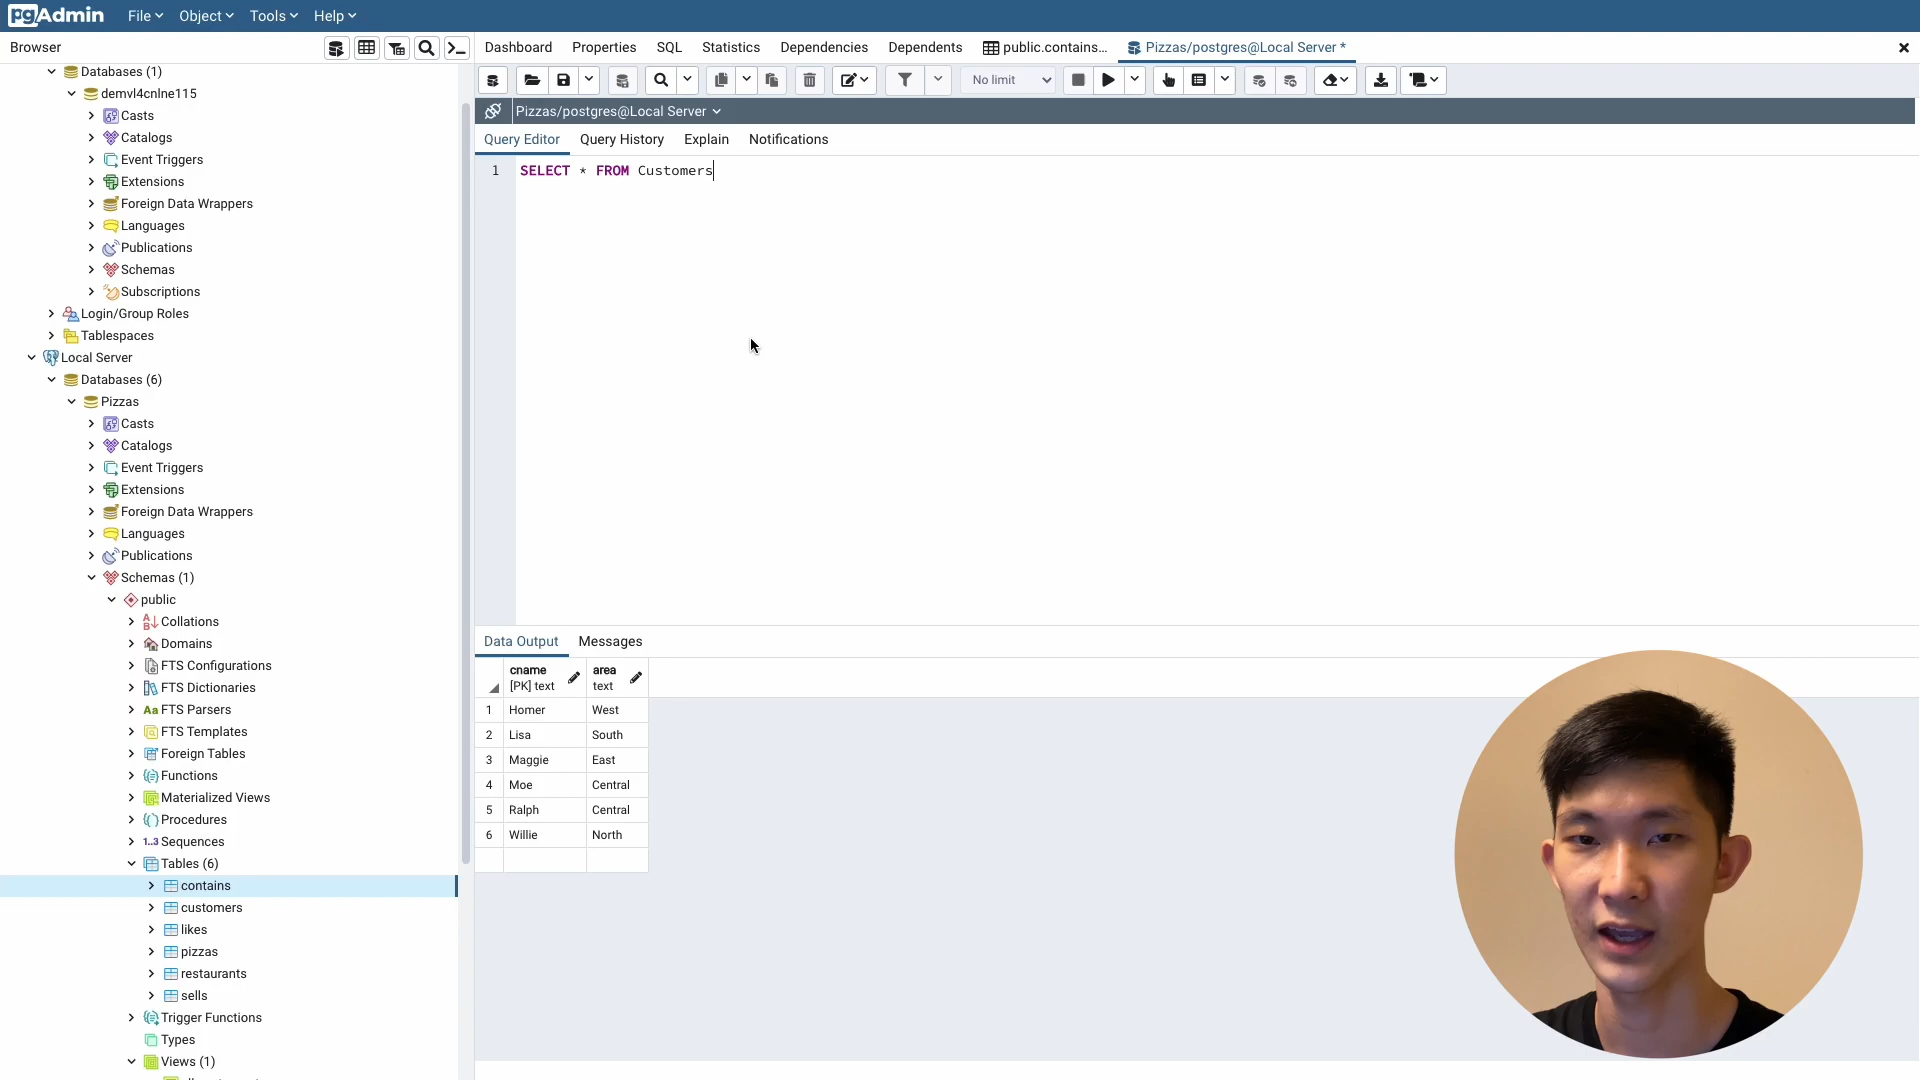 pgAdmin File Object Tools Help
Browser
Dashboard Properties SQL Statistics Dependencies Dependents public.contains... Pizzas/postgres@Local Server *
No limit
Pizzas/postgres@Local Server
Query Editor Query History Explain Notifications
1 SELECT * FROM Customers
Databases (1)
demvl4cnlne115
Casts
Catalogs
Event Triggers
Extensions
Foreign Data Wrappers
Languages
Publications
Schemas
Subscriptions
Login/Group Roles
Tablespaces
Local Server
Databases (6)
Pizzas
Casts
Catalogs
Event Triggers
Extensions
Foreign Data Wrappers
Languages
Publications
Schemas (1)
public
Collations
Domains
FTS Configurations
FTS Dictionaries
Aa FTS Parsers
FTS Templates
Foreign Tables
Functions
Materialized Views
Procedures
1..3 Sequences
Tables (6)
contains
customers
likes
pizzas
restaurants
sells
Trigger Functions
Types
Views (1)
Data Output Messages
cname area
[PK] text text
1 Homer West
2 Lisa South
3 Maggie East
4 Moe Central
5 Ralph Central
6 Willie North